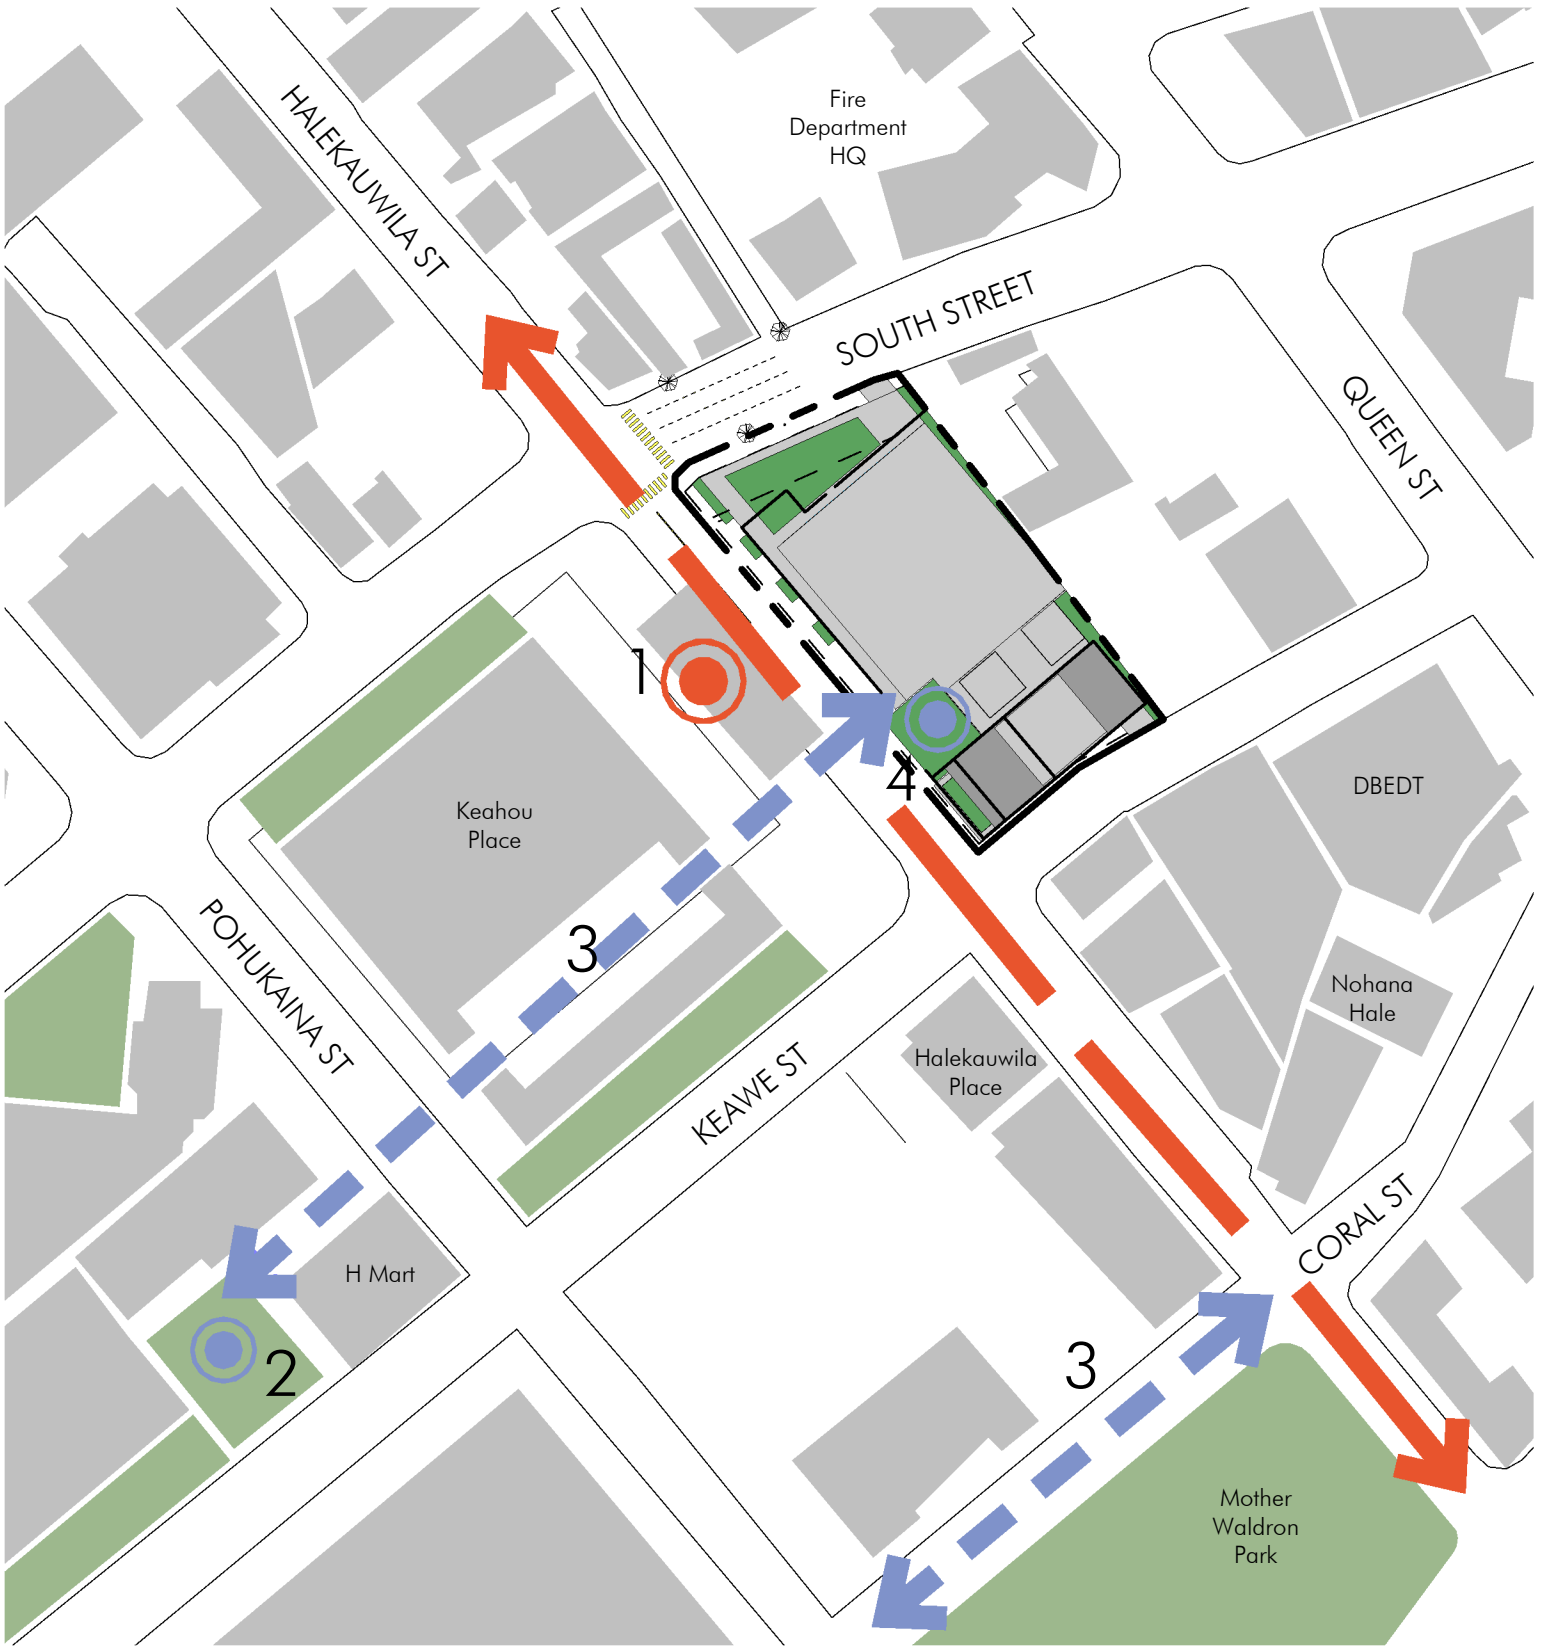 Fire
Department
HQ
HALEKAUWILA ST
SOUTH STREET
QUEEN ST
1
4
DBEDT
Keahou
Place
3
POHUKAINA ST
Nohana
Hale
Halekauwila
Place
KEAWE ST
CORAL ST
H Mart
2
3
Mother
Waldron
Park